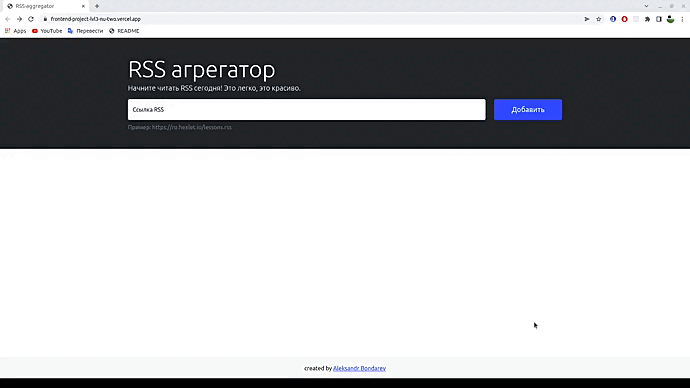 RSS aggregator
frontend-project-lvl3-nu-two.vercel.app
Apps YouTube Перевести README
RSS агрегатор
Начните читать RSS сегодня! Это легко, это красиво.
Ссылка RSS
Добавить
Пример: https://ru.hexlet.io/lessons.rss
created by Aleksandr Bondarev